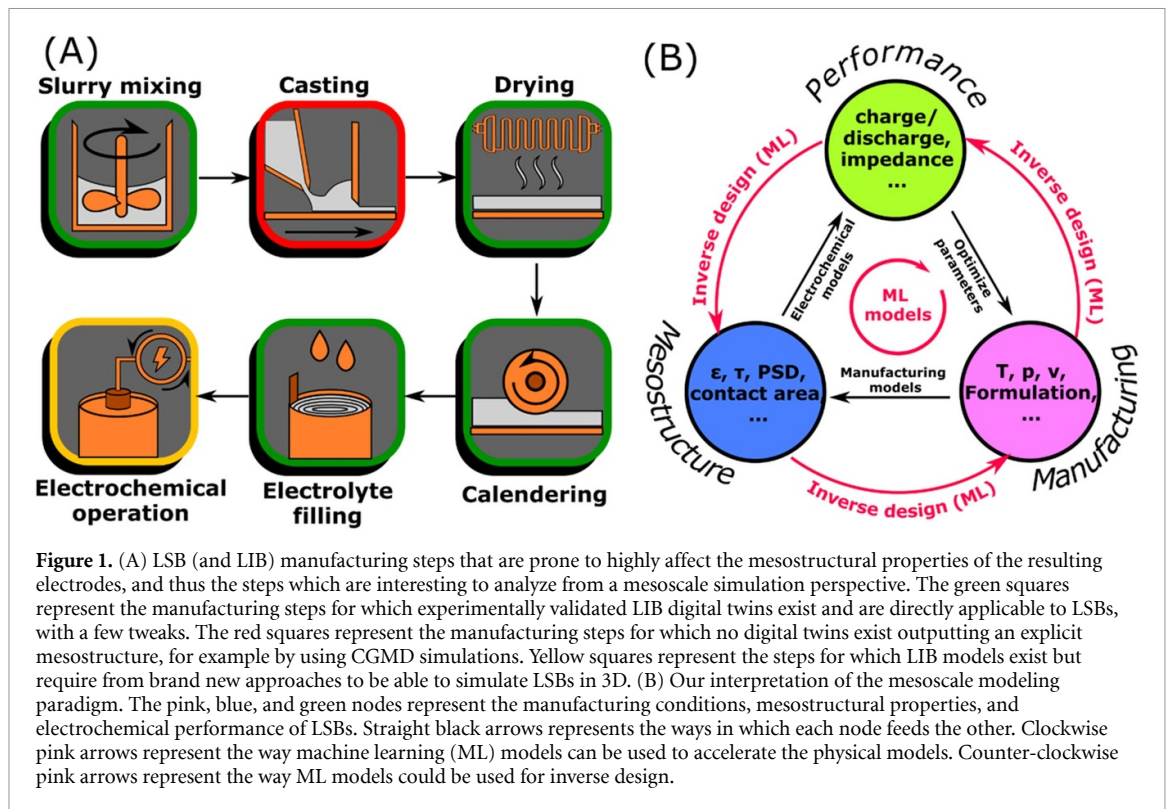 (A)
Slurry mixing
Casting
Drying
Electrochemical
operation
Electrolyte
filling
Calendering
(B)
Performance
charge/
discharge,
impedance
...
Inverse design (ML)
Inverse design (ML)
Electrochemical
models
Optimize
parameters
ML
models
Mesostructure
ε, τ, PSD,
contact area,
...
Manufacturing
models
T, p, v,
Formulation,
...
Manufacturing
Inverse design (ML)
Figure 1. (A) LSB (and LIB) manufacturing steps that are prone to highly affect the mesostructural properties of the resulting
electrodes, and thus the steps which are interesting to analyze from a mesoscale simulation perspective. The green squares
represent the manufacturing steps for which experimentally validated LIB digital twins exist and are directly applicable to LSBs,
with a few tweaks. The red squares represent the manufacturing steps for which no digital twins exist outputting an explicit
mesostructure, for example by using CGMD simulations. Yellow squares represent the steps for which LIB models exist but
require from brand new approaches to be able to simulate LSBs in 3D. (B) Our interpretation of the mesoscale modeling
paradigm. The pink, blue, and green nodes represent the manufacturing conditions, mesostructural properties, and
electrochemical performance of LSBs. Straight black arrows represents the ways in which each node feeds the other. Clockwise
pink arrows represent the way machine learning (ML) models can be used to accelerate the physical models. Counter-clockwise
pink arrows represent the way ML models could be used for inverse design.